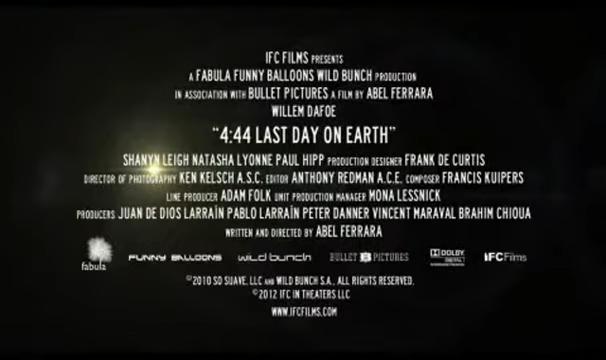 IFC FILMS PRESENTS
A FABULA FUNNY BALLOONS WILD BUNCH PRODUCTION
IN ASSOCIATION WITH BULLET PICTURES A FILM BY ABEL FERRARA
WILLEM DAFOE
"4:44 LAST DAY ON EARTH"
SHANYN LEIGH NATASHA LYONNE PAUL HIPP PRODUCTION DESIGNER FRANK DE CURTIS
DIRECTOR OF PHOTOGRAPHY KEN KELSCH A.S.C. EDITOR ANTHONY REDMAN A.C.E. COMPOSER FRANCIS KUIPERS
LINE PRODUCER ADAM FOLK UNIT PRODUCTION MANAGER MONA LESSNICK
PRODUCERS JUAN DE DIOS LARRAÍN PABLO LARRAÍN PETER DANNER VINCENT MARAVAL BRAHIM CHIOUA
WRITTEN AND DIRECTED BY ABEL FERRARA
fabula FUNNY BALLOONS wild bunch BULLET B PICTURES DOLBY DIGITAL IFC Films
©2010 SO SUAVE, LLC AND WILD BUNCH S.A., ALL RIGHTS RESERVED.
©2012 IFC IN THEATERS LLC
WWW.IFCFILMS.COM